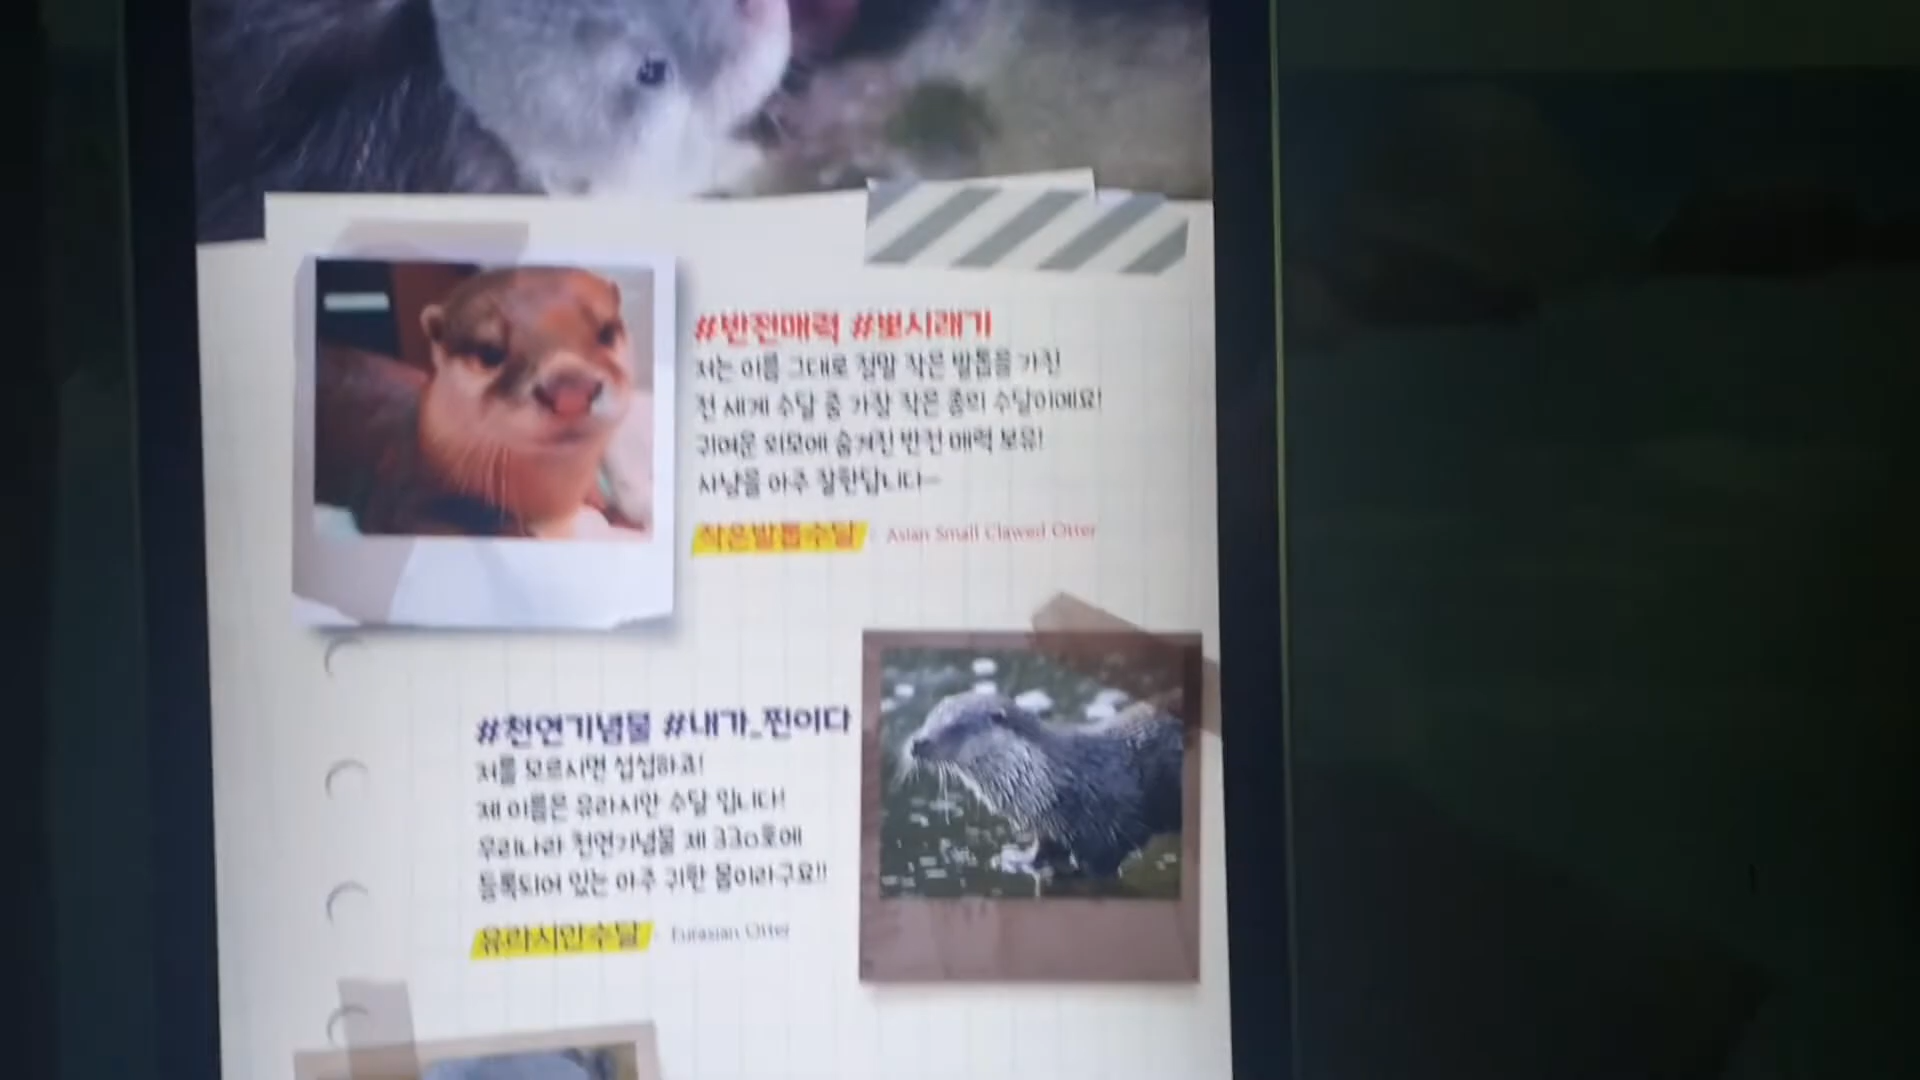 #반전매력 #뽀시래기
저는 이름 그대로 정말 작은 발톱을 가진
전 세계 수달 중 가장 작은 종의 수달이에요!
귀여운 외모에 숨겨진 반전 매력 보유!
사냥을 아주 잘한답니다~
작은발톱수달 - Asian Small Clawed Otter
#천연기념물 #내가_찐이다
저를 모르시면 섭섭하죠!
제 이름은 유라시안 수달 입니다!
우리나라 천연기념물 제 330호에
등록되어 있는 아주 귀한 몸이라구요!!
유라시안수달 - Eurasian Otter